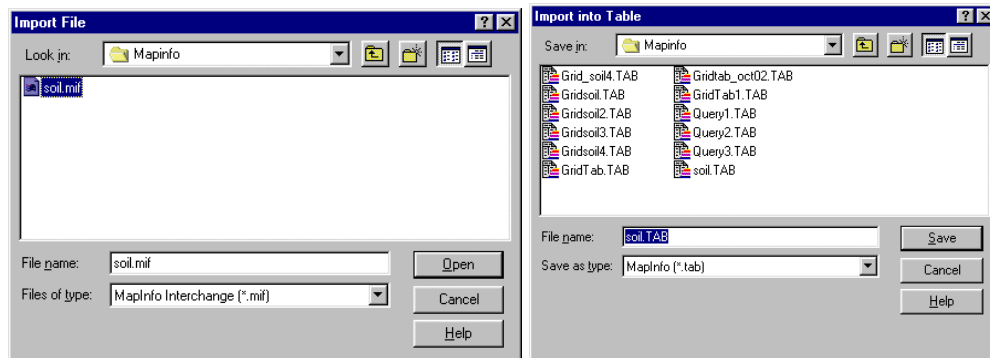 Import File
Look in: Mapinfo
soil.mif
File name: soil.mif
Open
Files of type: MapInfo Interchange (*.mif)
Cancel
Help
Import into Table
Save in: Mapinfo
Grid_soil4.TAB Gridtab_oct02.TAB
Gridsoil.TAB GridTab1.TAB
Gridsoil2.TAB Query1.TAB
Gridsoil3.TAB Query2.TAB
Gridsoil4.TAB Query3.TAB
GridTab.TAB soil.TAB
File name: soil.TAB
Save
Save as type: MapInfo (*.tab)
Cancel
Help